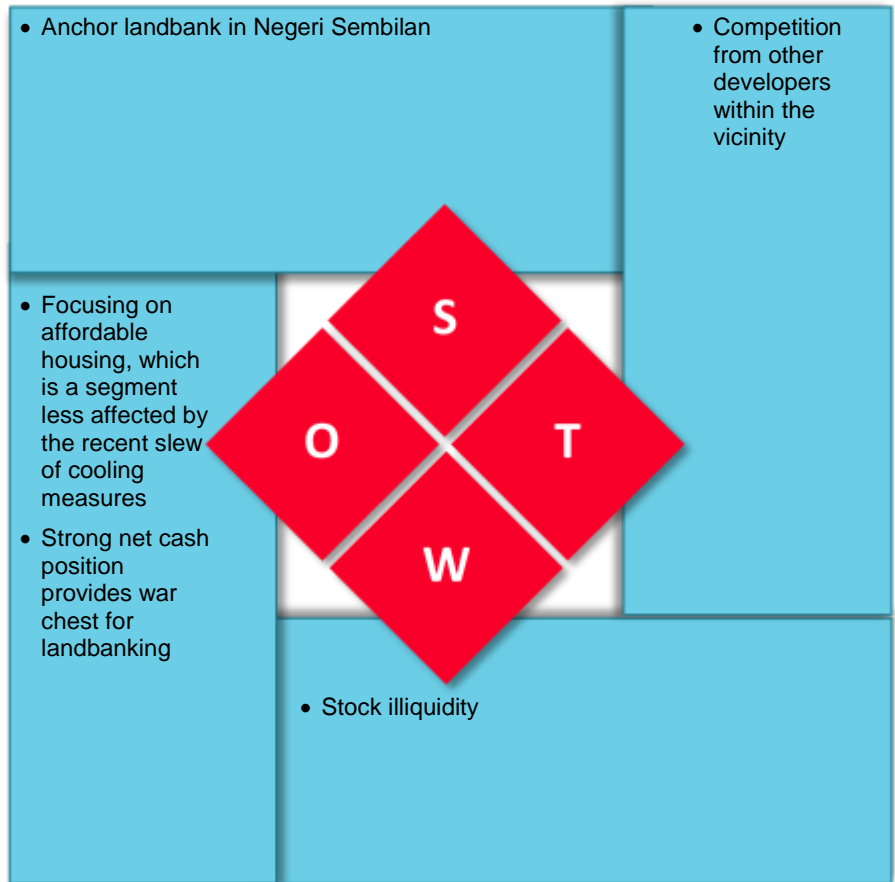 • Anchor landbank in Negeri Sembilan
• Competition
from other
developers
within the
vicinity
• Focusing on
affordable
housing, which
is a segment
less affected by
the recent slew
of cooling
measures
• Strong net cash
position
provides war
chest for
landbanking
S
O
T
W
• Stock illiquidity